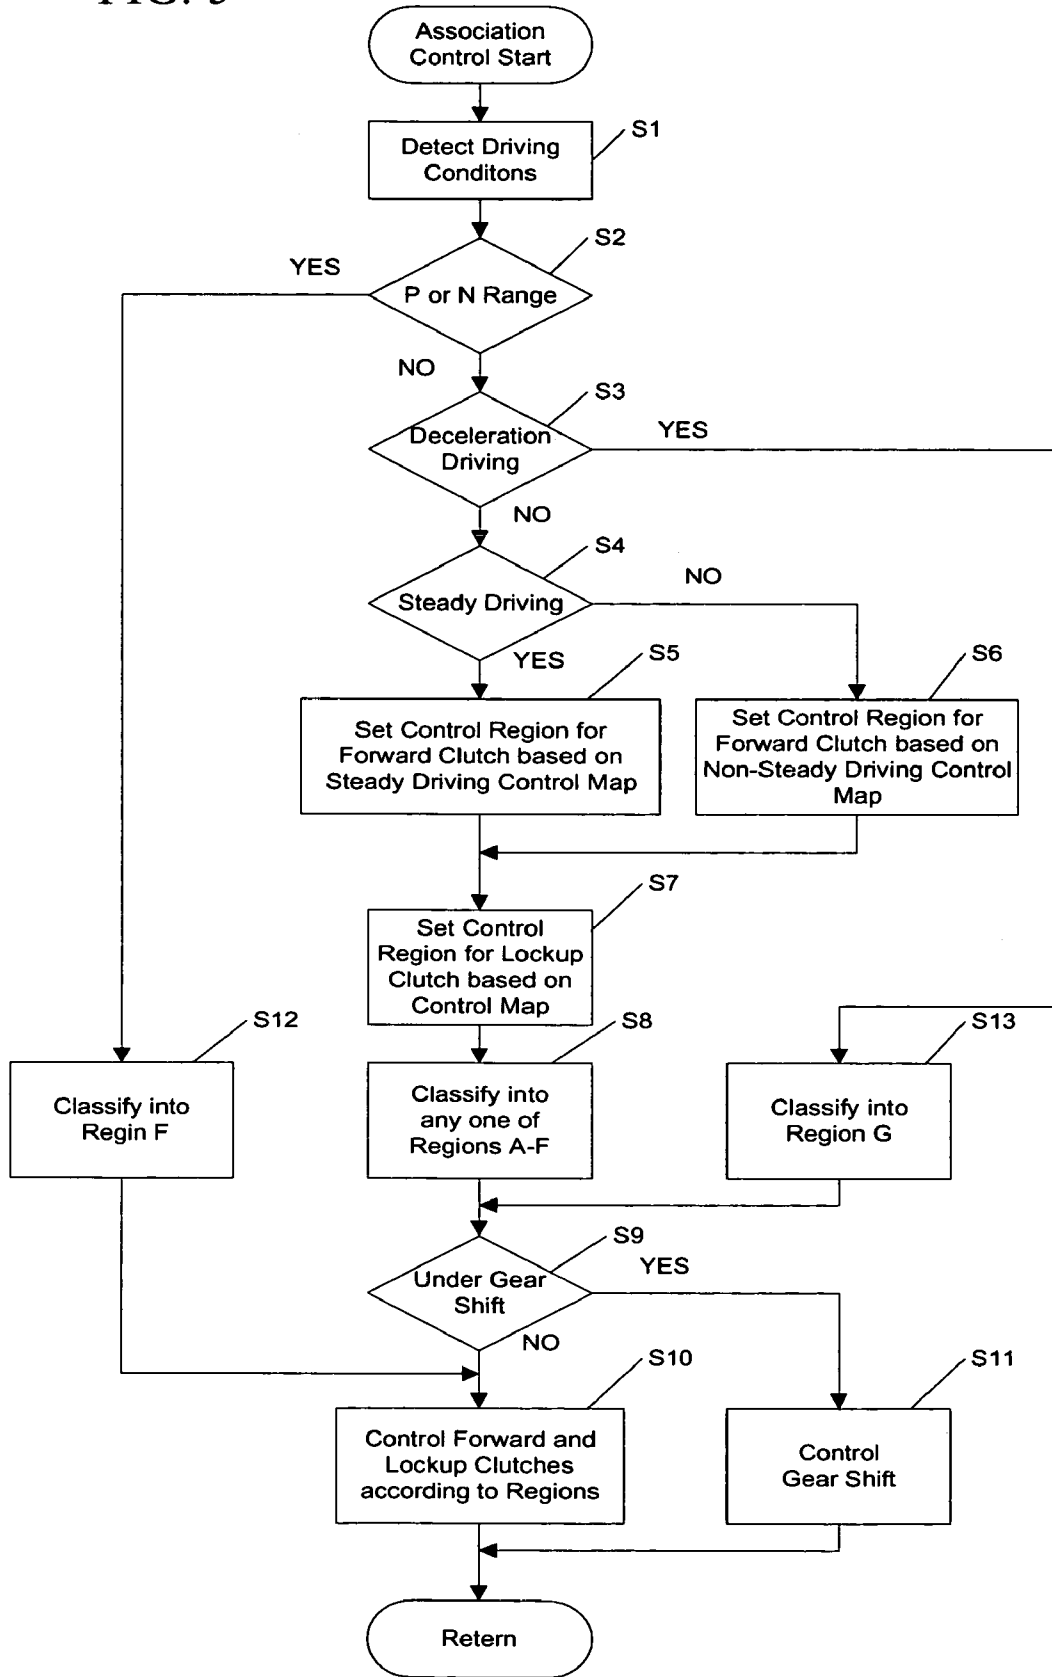 Association
Control Start
S1
Detect Driving
Conditons
S2
YES
P or N Range
NO
S3
Deceleration
Driving
YES
NO
S4
Steady Driving
NO
YES
S5
S6
Set Control Region for
Forward Clutch based on
Steady Driving Control Map
Set Control Region for
Forward Clutch based on
Non-Steady Driving Control
Map
S7
Set Control
Region for Lockup
Clutch based on
Control Map
S12
S8
S13
Classify into
Regin F
Classify into
any one of
Regions A-F
Classify into
Region G
S9
Under Gear
Shift
YES
NO
S10
S11
Control Forward and
Lockup Clutches
according to Regions
Control
Gear Shift
Retern